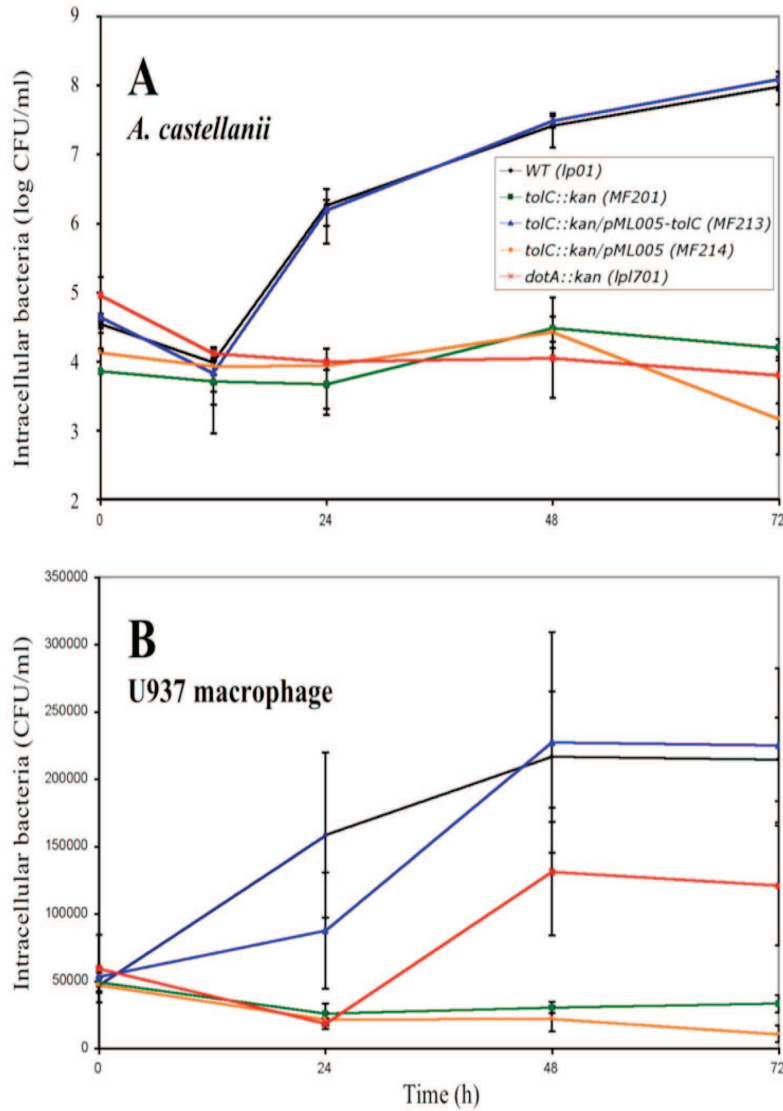 9
8
7
6
5
4
3
2
Intracellular bacteria (log CFU/ml)
A
A. castellanii
WT (lp01)
tolC::kan (MF201)
tolC::kan/pML005-tolC (MF213)
tolC::kan/pML005 (MF214)
dotA::kan (lpl701)
0
24
48
72
350000
300000
250000
200000
150000
100000
50000
0
Intracellular bacteria (CFU/ml)
B
U937 macrophage
0
24
48
72
Time (h)